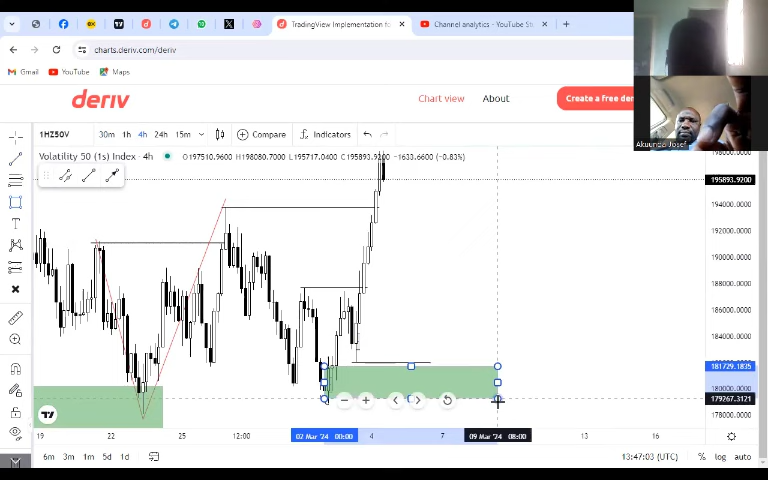 TradingView Implementation fo
Channel analytics - YouTube St
charts.deriv.com/deriv
Gmail
YouTube
Maps
deriv
Chart view
About
Create a free dem
Akuunda Josef
1HZ50V
30m 1h 4h 24h 15m
Compare
Indicators
Volatility 50 (1s) Index · 4h
O197510.9600 H198080.7000 L195717.0400 C195893.9200 −1633.6600 (−0.83%)
198000.0000
195893.9200
194000.0000
192000.0000
190000.0000
188000.0000
186000.0000
184000.0000
181729.1835
180000.0000
179267.3121
178000.0000
19 22 25 12:00 02 Mar '24 00:00 4 7 09 Mar '24 08:00 13 16
6m 3m 1m 5d 1d
13:47:03 (UTC) % log auto